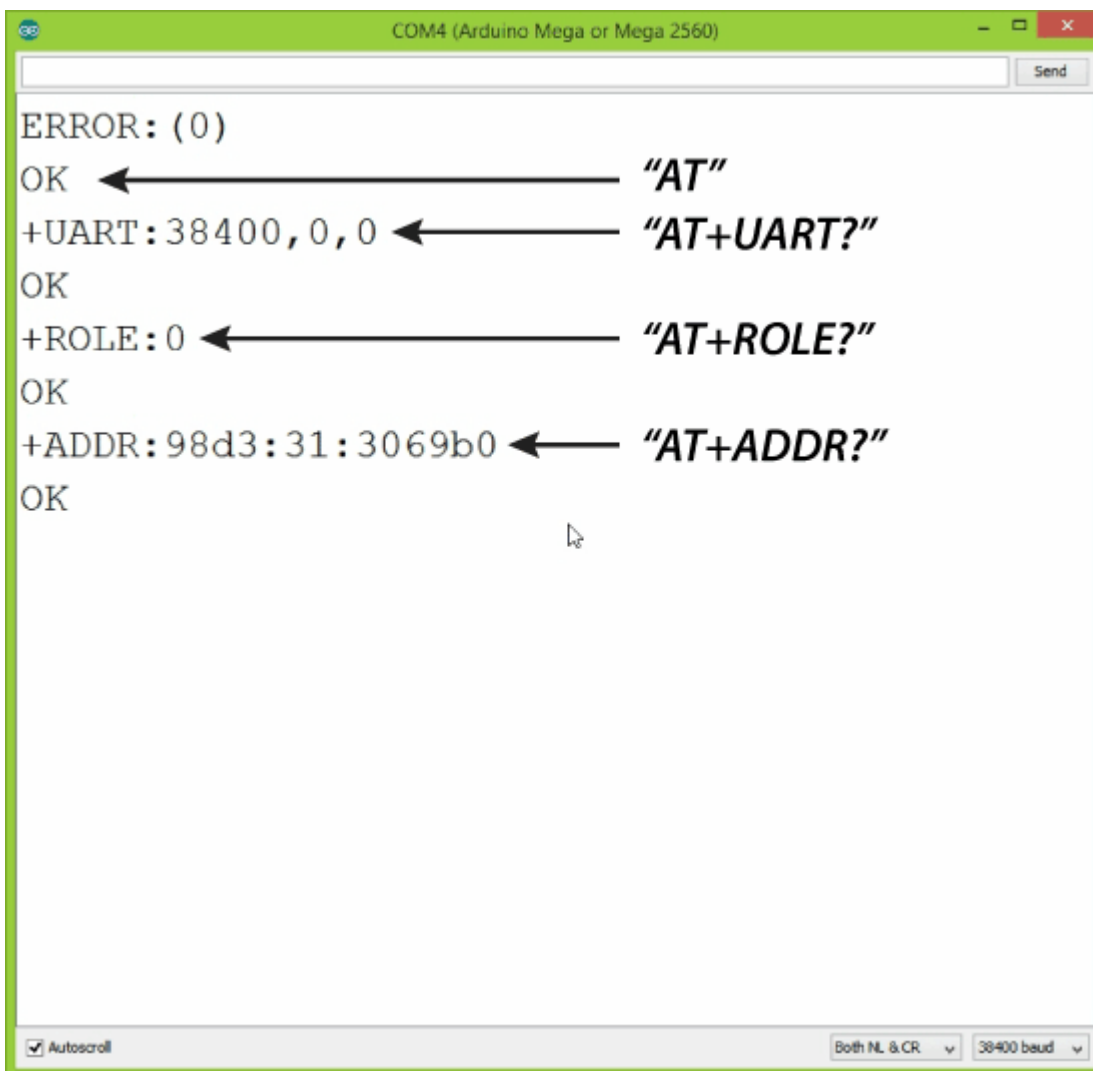 COM4 (Arduino Mega or Mega 2560)
Send
ERROR:(0)
OK "AT"
+UART:38400,0,0 "AT+UART?"
OK
+ROLE:0 "AT+ROLE?"
OK
+ADDR:98d3:31:3069b0 "AT+ADDR?"
OK
Autoscroll Both NL & CR 38400 baud